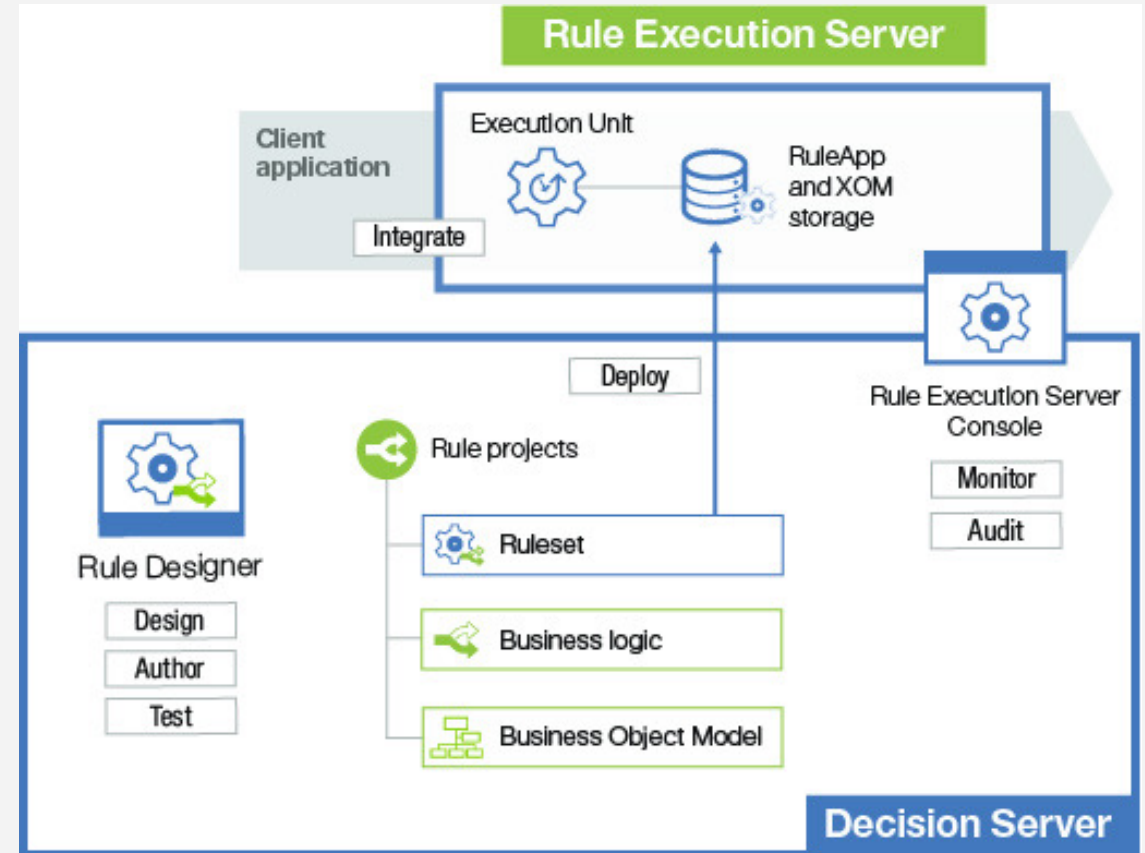 Rule Execution Server
Client
application
Execution Unit
RuleApp
and XOM
storage
Integrate
Deploy
Rule Execution Server
Console
Monitor
Audit
Rule projects
Ruleset
Business logic
Business Object Model
Rule Designer
Design
Author
Test
Decision Server